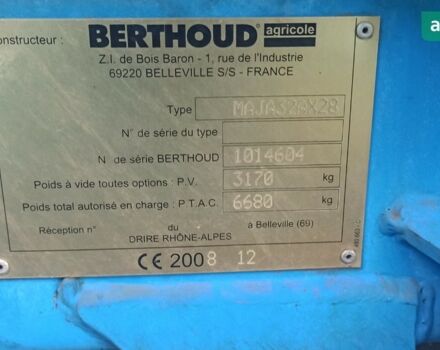 onstructeur : BERTHOUD agricole
Z.I. de Bois Baron - 1, rue de l'Industrie
69220 BELLEVILLE S/S - FRANCE
Type MAJA32AX28
N° de série du type
N° de série BERTHOUD 1014604
Poids à vide toutes options : P.V. 3170 kg
Poids total autorisé en charge : P.T.A.C. 6680 kg
Réception n° du à Belleville (69)
DRIRE RHÔNE-ALPES
CE 2008 12
a